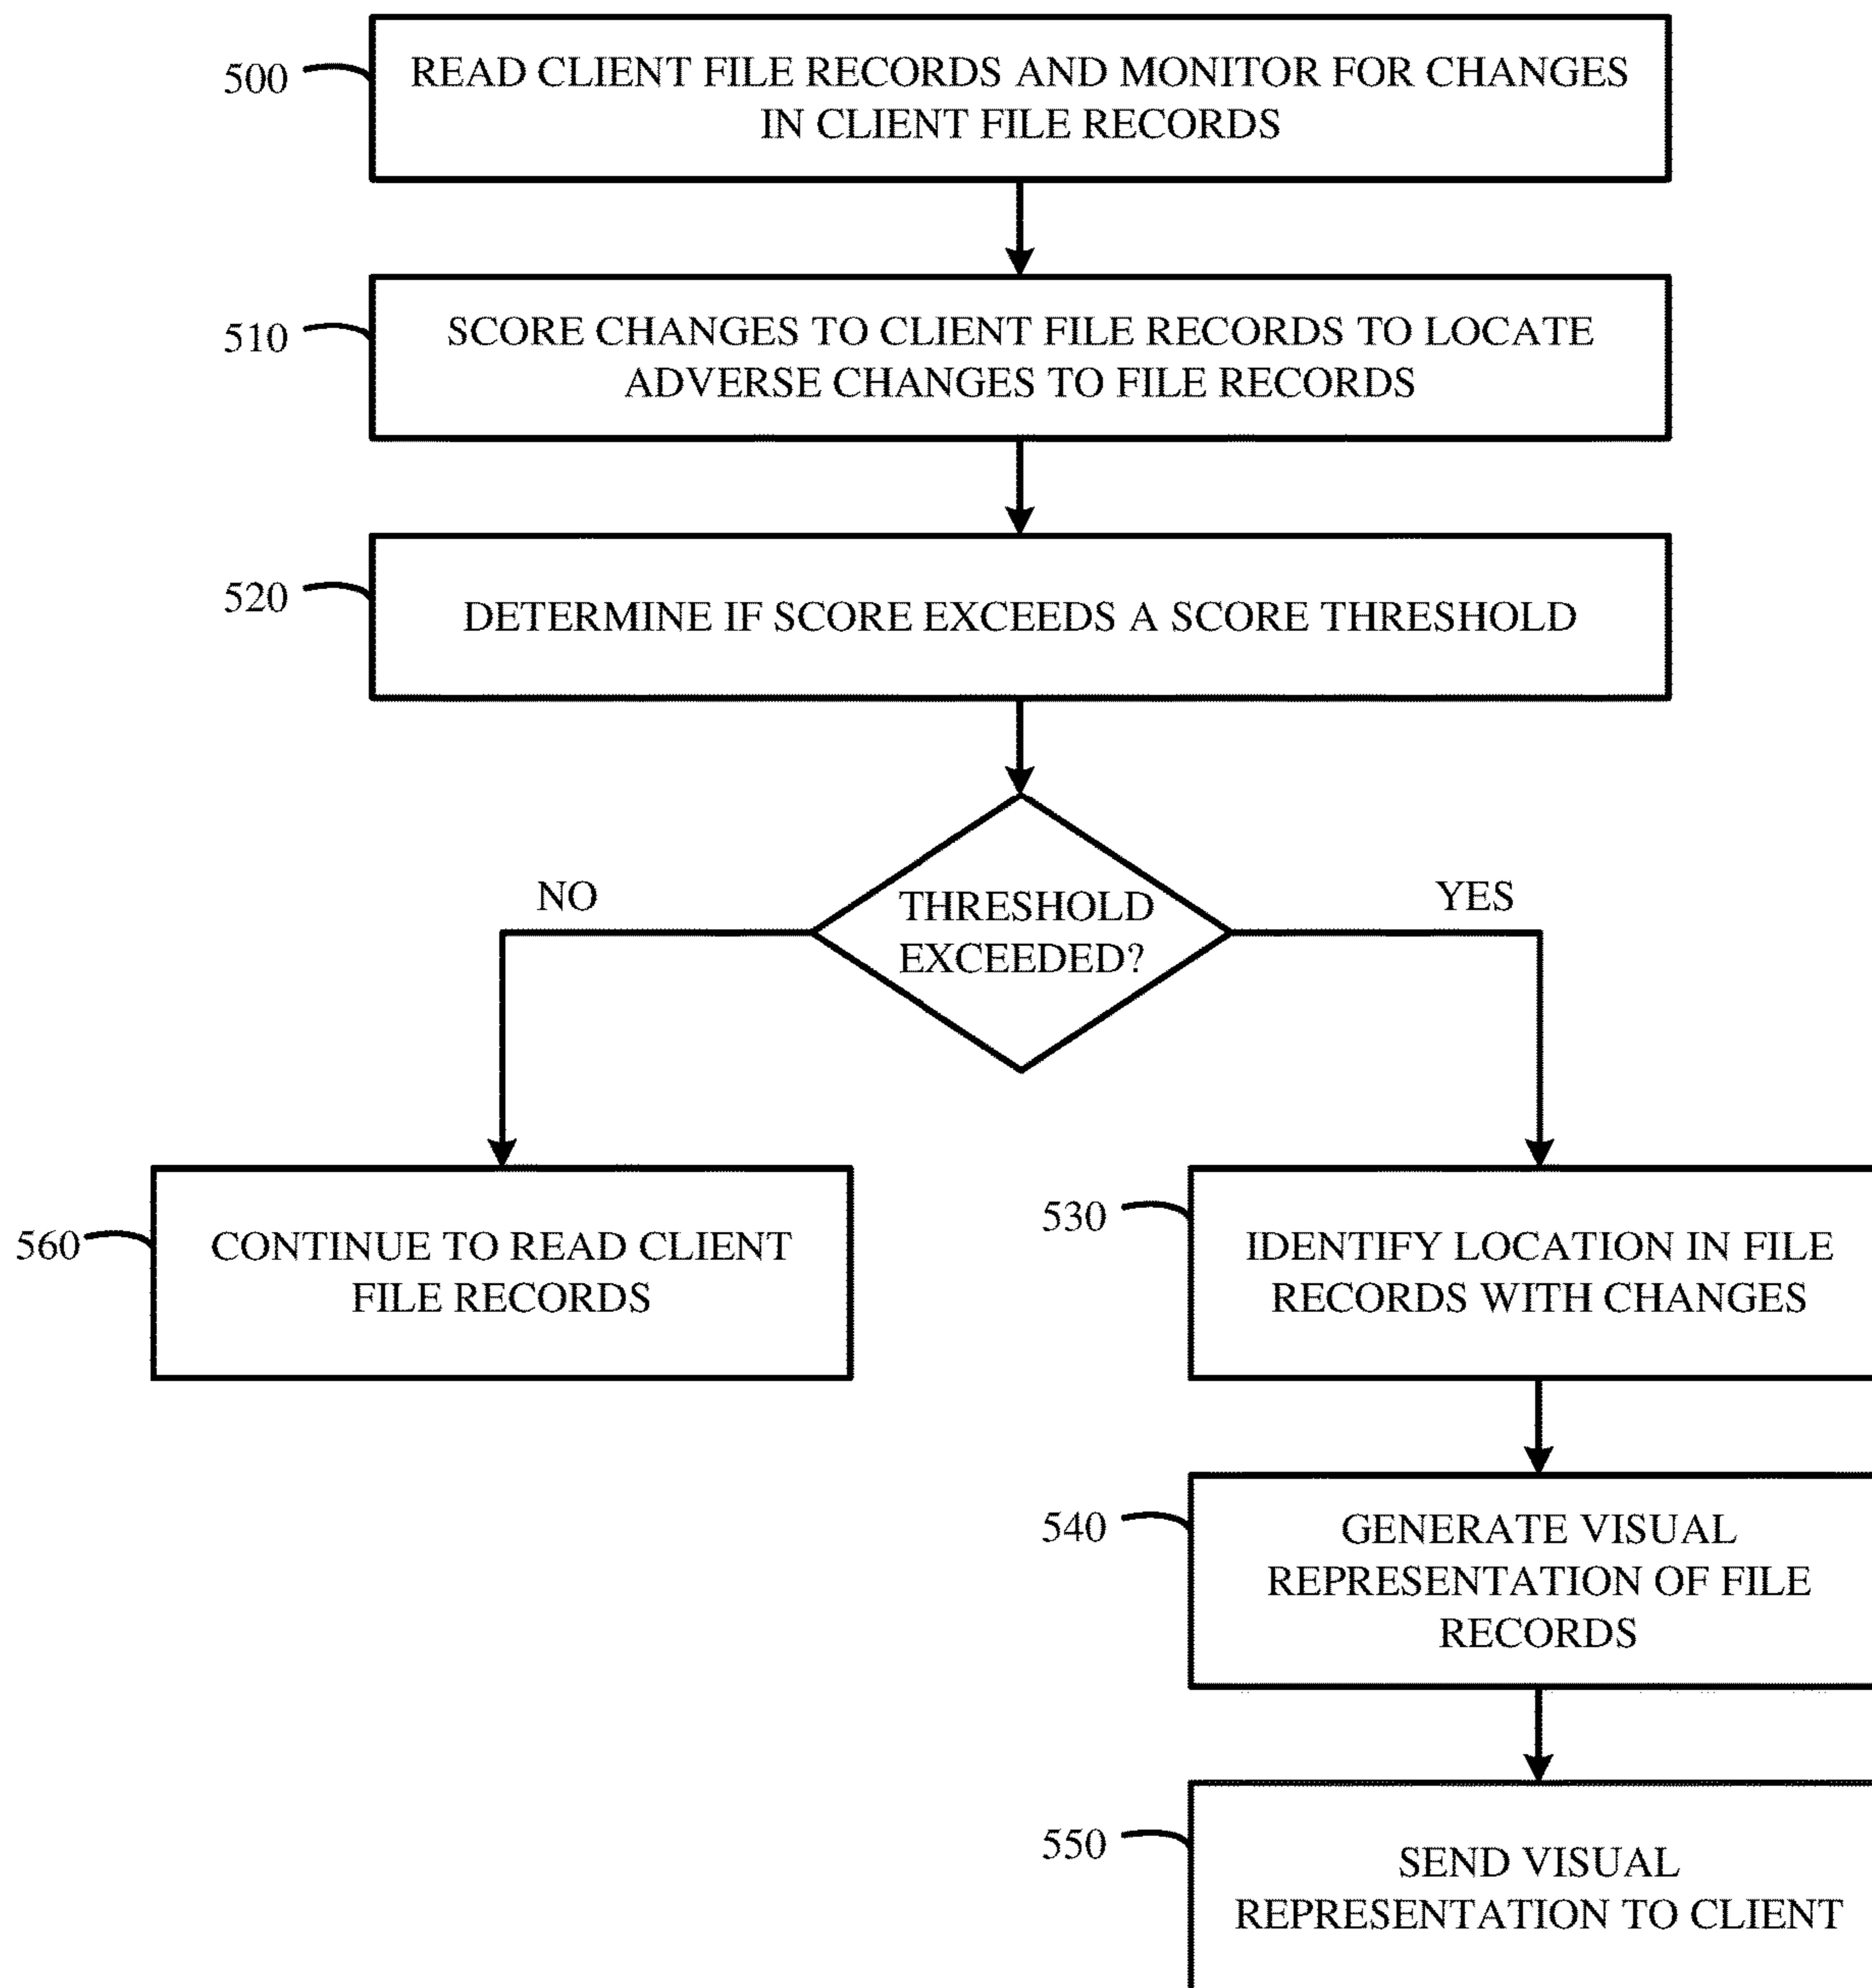 500
READ CLIENT FILE RECORDS AND MONITOR FOR CHANGES
IN CLIENT FILE RECORDS
510
SCORE CHANGES TO CLIENT FILE RECORDS TO LOCATE
ADVERSE CHANGES TO FILE RECORDS
520
DETERMINE IF SCORE EXCEEDS A SCORE THRESHOLD
NO
THRESHOLD
EXCEEDED?
YES
560
CONTINUE TO READ CLIENT
FILE RECORDS
530
IDENTIFY LOCATION IN FILE
RECORDS WITH CHANGES
540
GENERATE VISUAL
REPRESENTATION OF FILE
RECORDS
550
SEND VISUAL
REPRESENTATION TO CLIENT